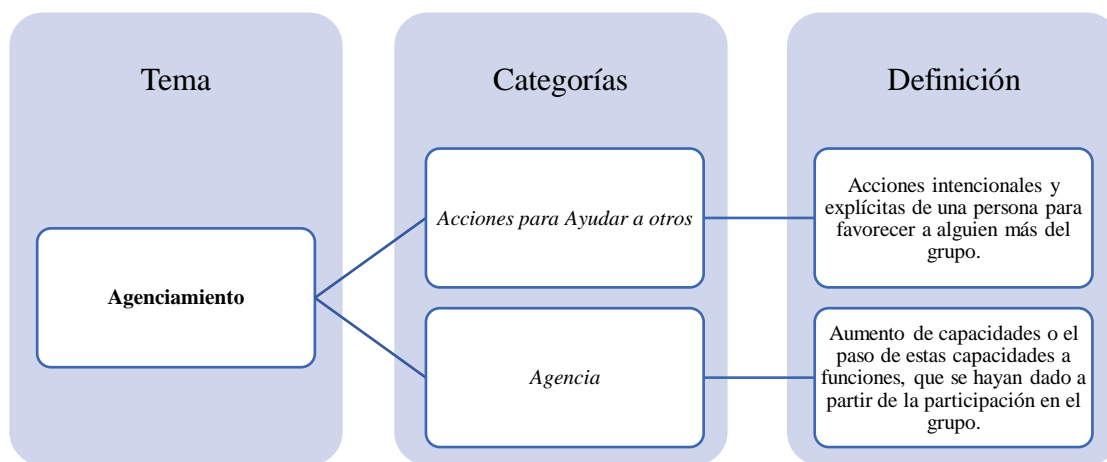 Tema
Categorías
Definición
Agenciamiento
Acciones para Ayudar a otros
Acciones intencionales y
explícitas de una persona para
favorecer a alguien más del
grupo.
Agencia
Aumento de capacidades o el
paso de estas capacidades a
funciones, que se hayan dado a
partir de la participación en el
grupo.